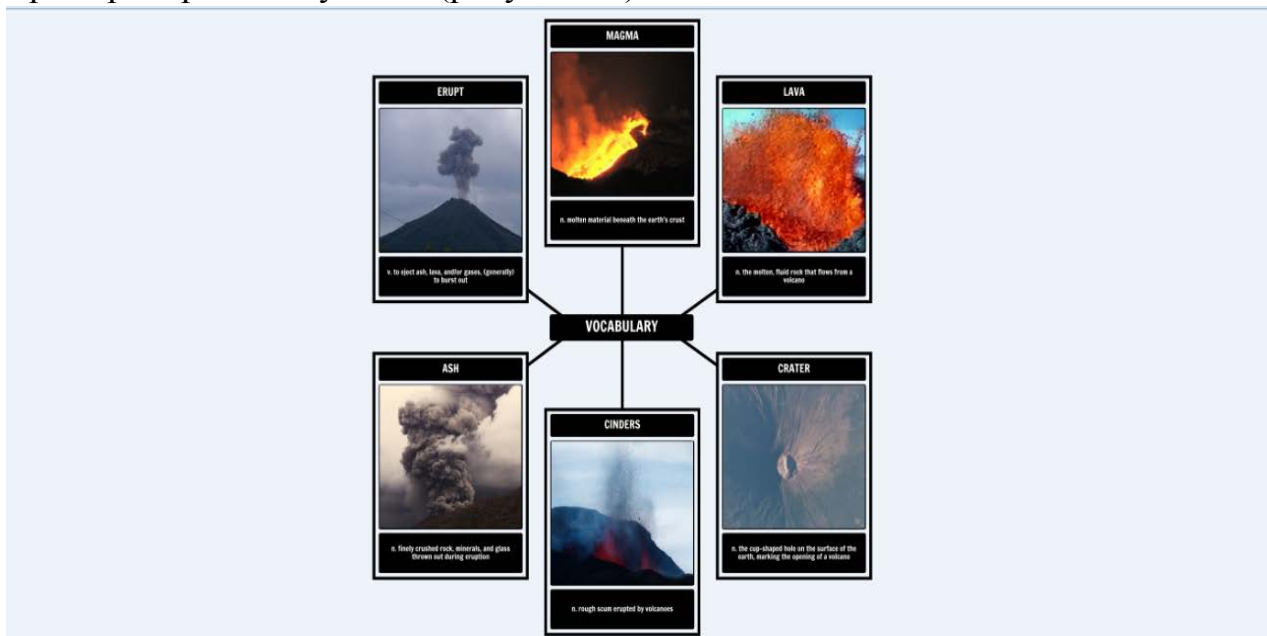 MAGMA
n. molten material beneath the earth's crust
ERUPT
v. to eject ash, lava, and/or gases, (generally)
to burst out
LAVA
n. the molten, fluid rock that flows from a
volcano
VOCABULARY
ASH
n. finely crushed rock, minerals, and glass
thrown out during eruption
CINDERS
n. rough scum erupted by volcanoes
CRATER
n. the cup-shaped hole on the surface of the
earth, marking the opening of a volcano